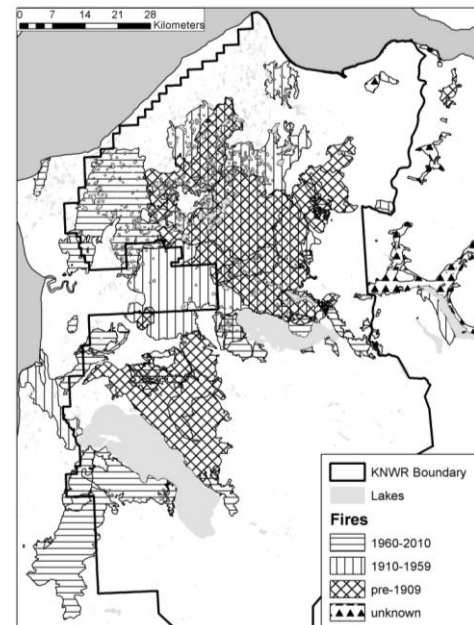 0 7 14 21 28
Kilometers
KNWR Boundary
Lakes
Fires
1960-2010
1910-1959
pre-1909
unknown